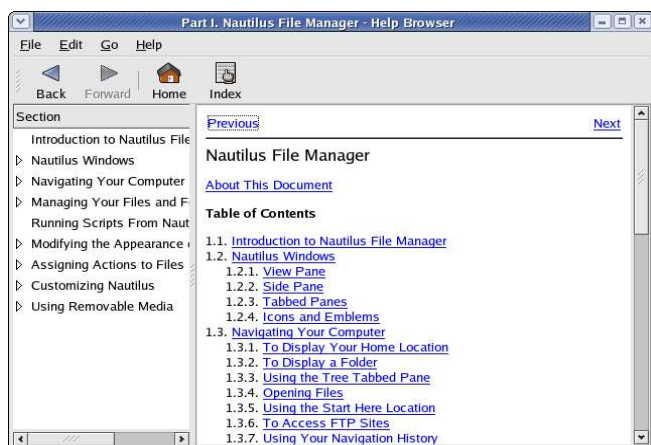 Part I. Nautilus File Manager - Help Browser
File Edit Go Help
Back Forward Home Index
Section
Introduction to Nautilus File
Nautilus Windows
Navigating Your Computer
Managing Your Files and F
Running Scripts From Naut
Modifying the Appearance
Assigning Actions to Files
Customizing Nautilus
Using Removable Media
Previous Next
Nautilus File Manager
About This Document
Table of Contents
1.1. Introduction to Nautilus File Manager
1.2. Nautilus Windows
1.2.1. View Pane
1.2.2. Side Pane
1.2.3. Tabbed Panes
1.2.4. Icons and Emblems
1.3. Navigating Your Computer
1.3.1. To Display Your Home Location
1.3.2. To Display a Folder
1.3.3. Using the Tree Tabbed Pane
1.3.4. Opening Files
1.3.5. Using the Start Here Location
1.3.6. To Access FTP Sites
1.3.7. Using Your Navigation History